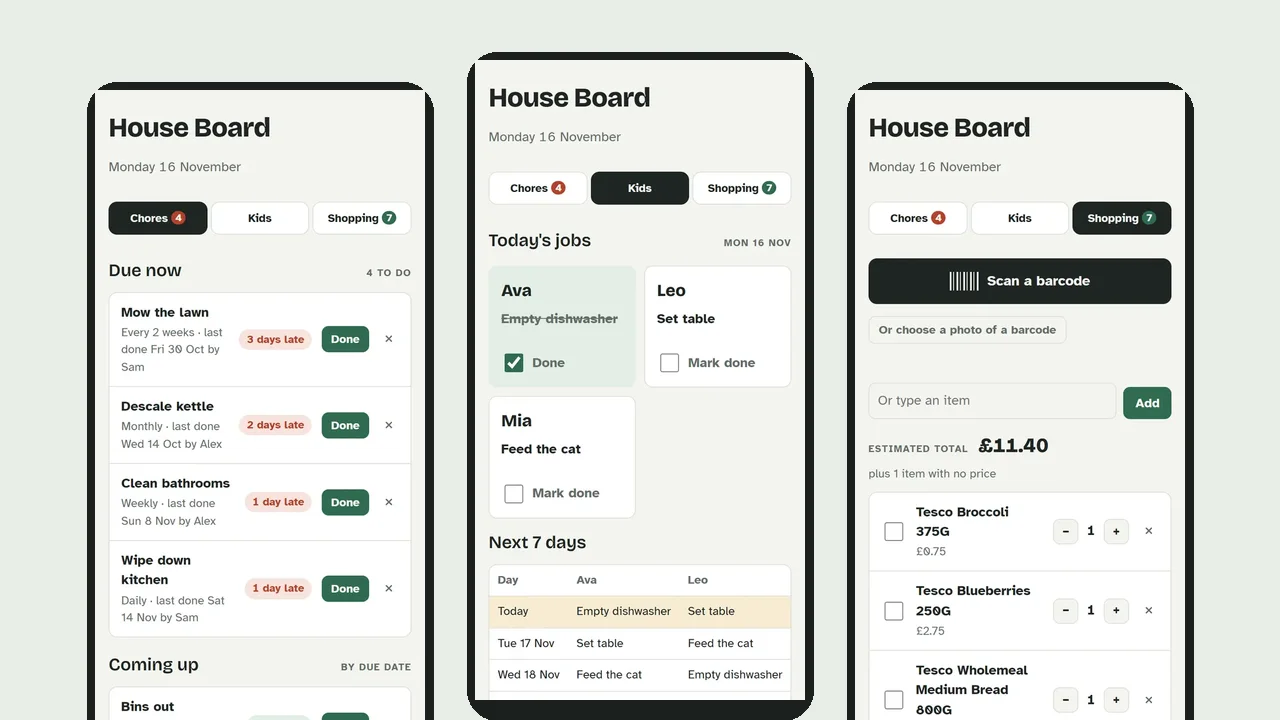 House Board
Monday 16 November
Chores 4
Kids
Shopping 7
Due now
4 TO DO
Mow the lawn
Every 2 weeks · last
done Fri 30 Oct by
Sam
3 days late
Done
×
Descale kettle
Monthly · last done
Wed 14 Oct by Alex
2 days late
Done
×
Clean bathrooms
Weekly · last done
Sun 8 Nov by Alex
1 day late
Done
×
Wipe down
kitchen
Daily · last done Sat
14 Nov by Sam
1 day late
Done
×
Coming up
BY DUE DATE
Bins out
House Board
Monday 16 November
Chores 4
Kids
Shopping 7
Today's jobs
MON 16 NOV
Ava
Empty dishwasher
Done
Leo
Set table
Mark done
Mia
Feed the cat
Mark done
Next 7 days
Day Ava Leo
Today Empty dishwasher Set table
Tue 17 Nov Set table Feed the cat
Wed 18 Nov Feed the cat Empty dishwasher
House Board
Monday 16 November
Chores 4
Kids
Shopping 7
Scan a barcode
Or choose a photo of a barcode
Or type an item
Add
ESTIMATED TOTAL £11.40
plus 1 item with no price
Tesco Broccoli
375G
£0.75
− 1 + ×
Tesco Blueberries
250G
£2.75
− 1 + ×
Tesco Wholemeal
Medium Bread
800G
− 1 + ×